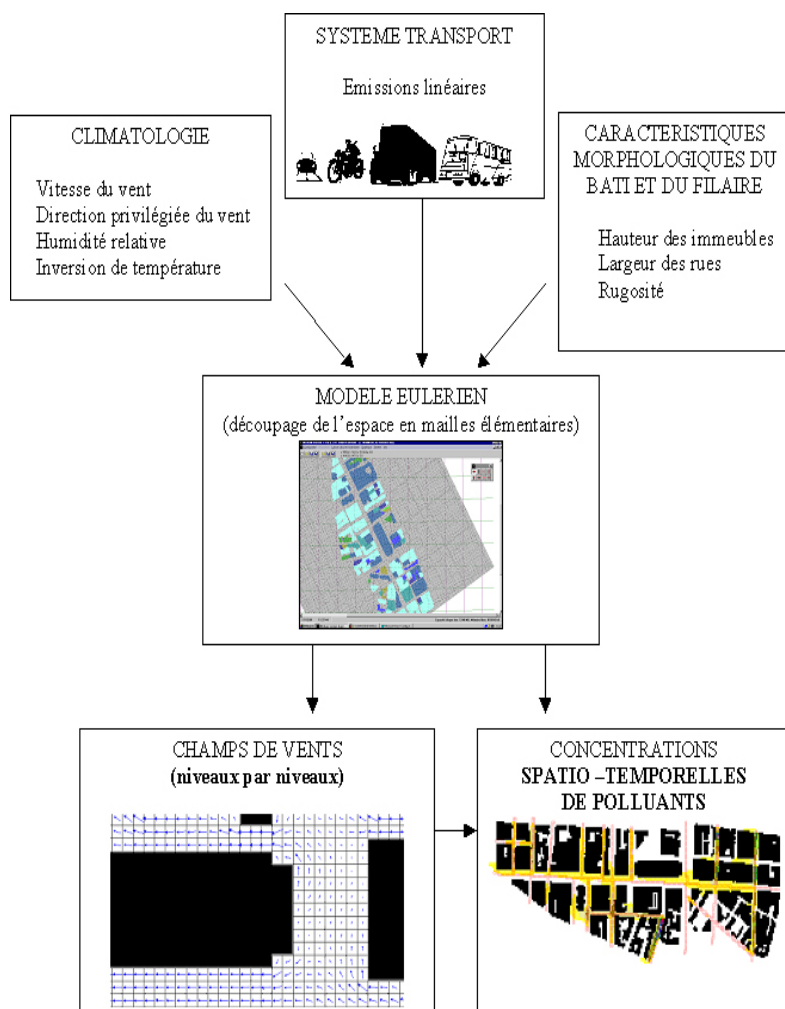 SYSTEME TRANSPORT
Emissions linéaires
CLIMATOLOGIE
Vitesse du vent
Direction privilégiée du vent
Humidité relative
Inversion de température
CARACTERISTIQUES
MORPHOLOGIQUES DU
BATI ET DU FILAIRE
Hauteur des immeubles
Largeur des rues
Rugosité
MODELE EULERIEN
(découpage de l'espace en mailles élémentaires)
CHAMPS DE VENTS
(niveaux par niveaux)
CONCENTRATIONS
SPATIO –TEMPORELLES
DE POLLUANTS